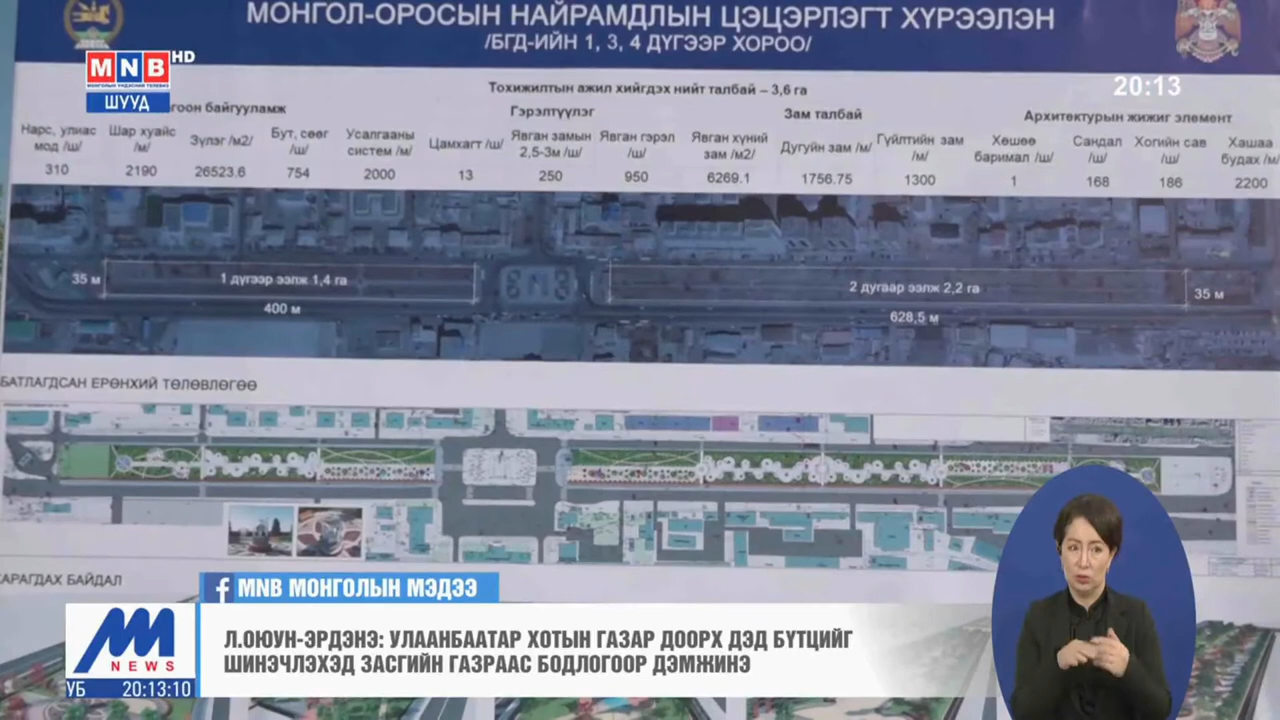 МОНГОЛ-ОРОСЫН НАЙРАМДЛЫН ЦЭЦЭРЛЭГТ ХҮРЭЭЛЭН
/БГД-ИЙН 1, 3, 4 ДҮГЭЭР ХОРОО/
MNB HD
МОНГОЛЫН ҮНДЭСНИЙ ТЕЛЕВИЗ
ШУУД
20:13
Тохижилтын ажил хийгдэх нийт талбай – 3,6 га
гоон байгууламж Гэрэлтүүлэг Зам талбай Архитектурын жижиг элемент
Нарс, улиас мод /ш/ Шар хуайс /м/ Зүлэг /м2/ Бут, сөөг /ш/ Усалгааны систем /м/ Цамхагт /ш/ Явган замын 2,5-3м /ш/ Явган гэрэл /ш/ Явган хүний зам /м2/ Дугуйн зам /м/ Гүйлтийн зам /м/ Хөшөө баримал /ш/ Сандал /ш/ Хогийн сав /ш/ Хашаа будах /м/
310 2190 26523.6 754 2000 13 250 950 6269.1 1756.75 1300 1 168 186 2200
35 м 1 дүгээр ээлж 1,4 га 2 дугаар ээлж 2,2 га 35 м
400 м 628,5 м
БАТЛАГДСАН ЕРӨНХИЙ ТӨЛӨВЛӨГӨӨ
ХАРАГДАХ БАЙДАЛ
f MNB МОНГОЛЫН МЭДЭЭ
Л.ОЮУН-ЭРДЭНЭ: УЛААНБААТАР ХОТЫН ГАЗАР ДООРХ ДЭД БҮТЦИЙГ
ШИНЭЧЛЭХЭД ЗАСГИЙН ГАЗРААС БОДЛОГООР ДЭМЖИНЭ
NEWS
УБ 20:13:10